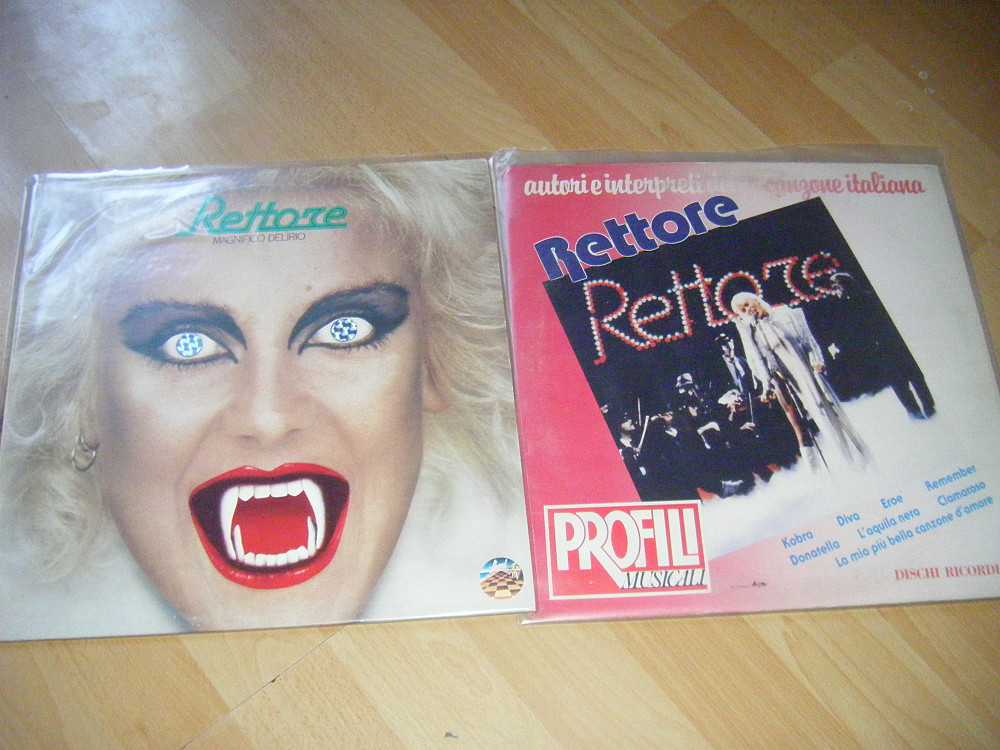 Rettore
MAGNIFICO DELIRIO
autori e interpreti canzone italiana
Rettore
Rettore
Kobra Diva Eroe Remember
Donatella L'aquila nera Clamoroso
La mia più bella canzone d'amore
PROFILI
MUSICALI
DISCHI RICORDI